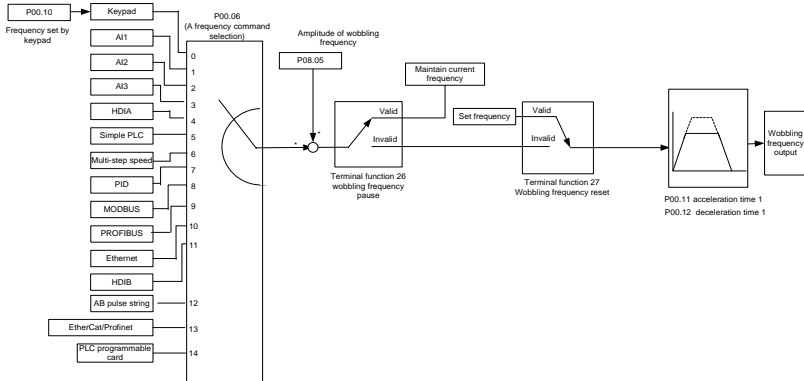 P00.10
Frequency set by
keypad
Keypad
AI1
AI2
AI3
HDIA
Simple PLC
Multi-step speed
PID
MODBUS
PROFIBUS
Ethernet
HDIB
AB pulse string
EtherCat/Profinet
PLC programmable
card
P00.06
(A frequency command
selection)
0
1
2
3
4
5
6
7
8
9
10
11
12
13
14
Amplitude of wobbling
frequency
P08.05
*
*
Maintain current
frequency
Valid
Invalid
Terminal function 26
wobbling frequency
pause
Set frequency
Valid
Invalid
Terminal function 27
Wobbling frequency reset
P00.11 acceleration time 1
P00.12 deceleration time 1
Wobbling
frequency
output